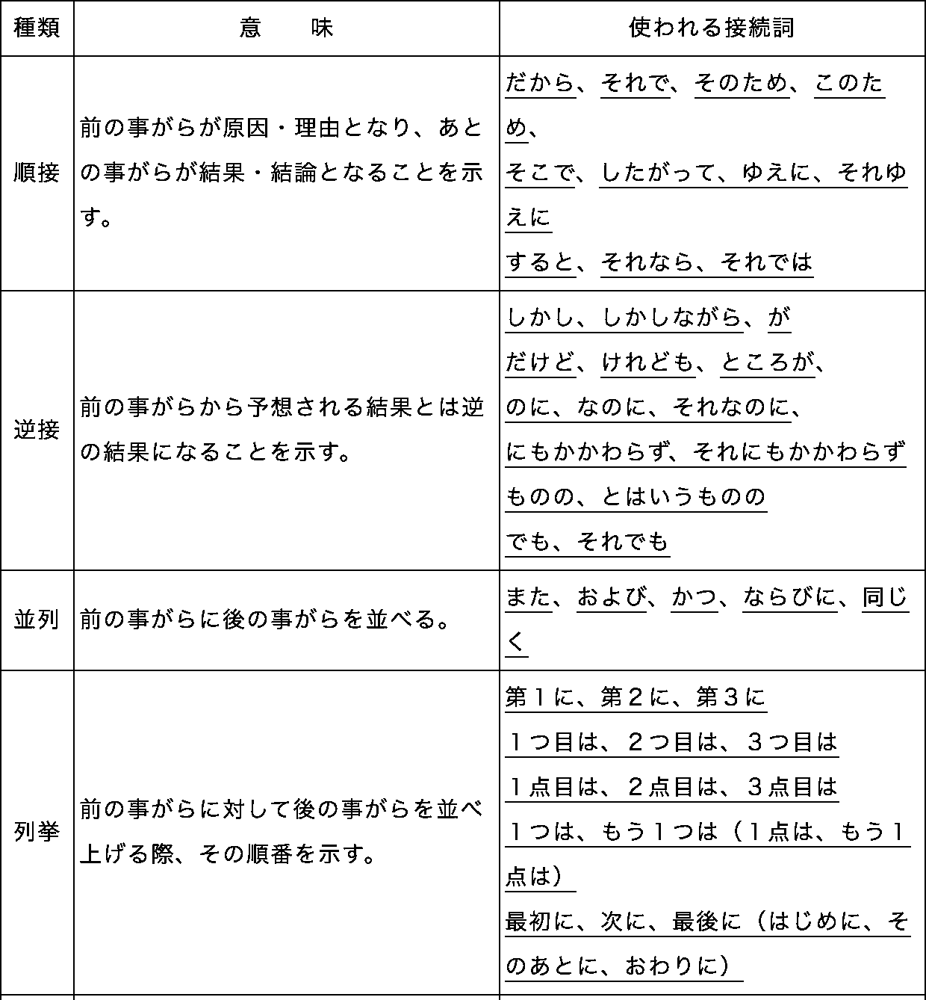 種類
意　　味
使われる接続詞
順接
前の事がらが原因・理由となり、あと
の事がらが結果・結論となることを示
す。
だから、それで、そのため、このた
め、
そこで、したがって、ゆえに、それゆ
えに
すると、それなら、それでは
逆接
前の事がらから予想される結果とは逆
の結果になることを示す。
しかし、しかしながら、が
だけど、けれども、ところが、
のに、なのに、それなのに、
にもかかわらず、それにもかかわらず
ものの、とはいうものの
でも、それでも
並列
前の事がらに後の事がらを並べる。
また、および、かつ、ならびに、同じ
く
列挙
前の事がらに対して後の事がらを並べ
上げる際、その順番を示す。
第１に、第２に、第３に
１つ目は、２つ目は、３つ目は
１点目は、２点目は、３点目は
１つは、もう１つは（１点は、もう１
点は）
最初に、次に、最後に（はじめに、そ
のあとに、おわりに）